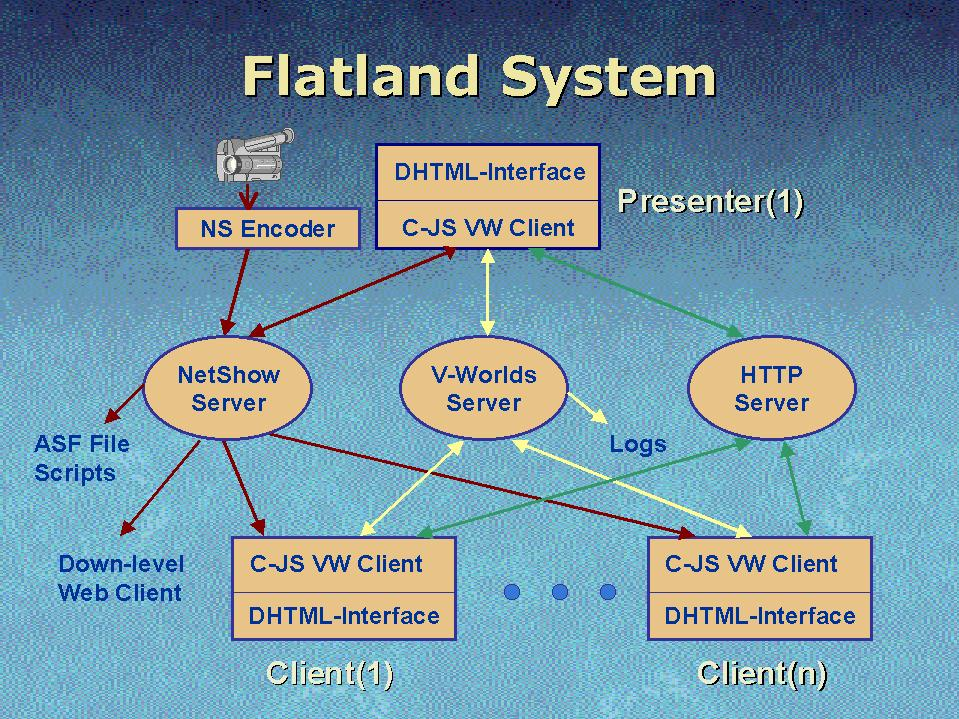 Flatland System
DHTML-Interface
C-JS VW Client
Presenter(1)
NS Encoder
NetShow
Server
V-Worlds
Server
HTTP
Server
ASF File
Scripts
Logs
Down-level
Web Client
C-JS VW Client
DHTML-Interface
Client(1)
C-JS VW Client
DHTML-Interface
Client(n)